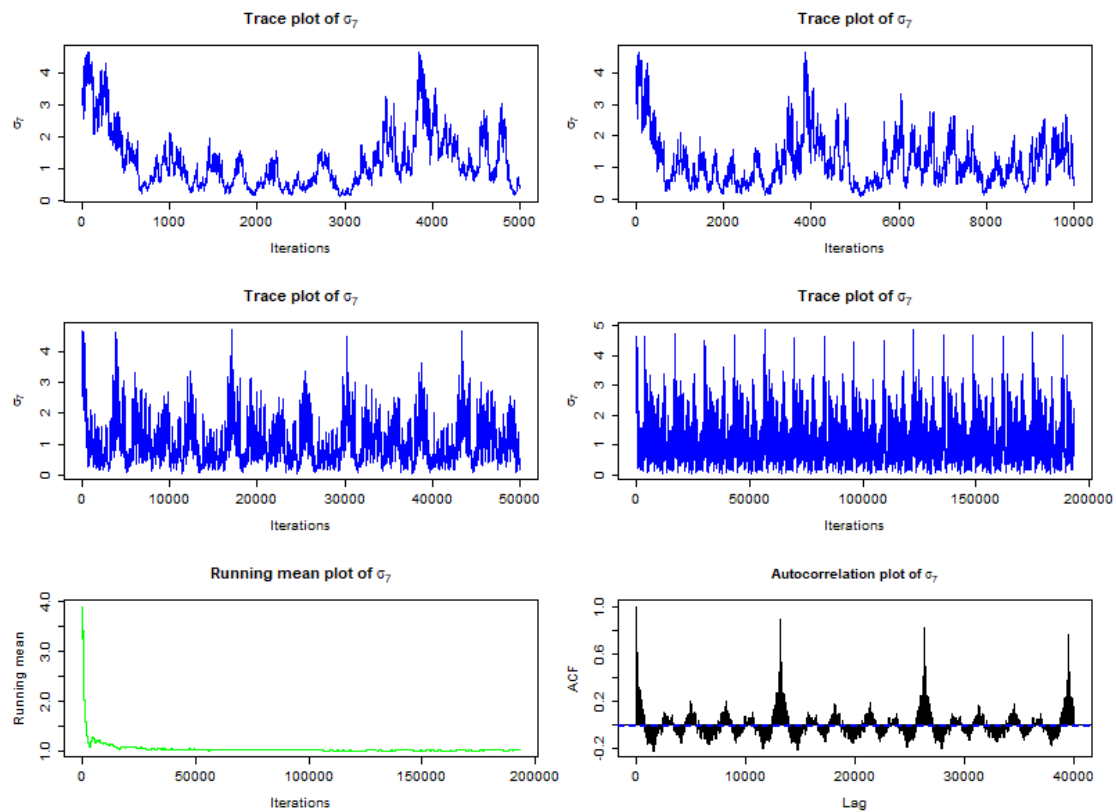 Trace plot of σ₇
σ₇
0 1 2 3 4
0 1000 2000 3000 4000 5000
Iterations
Trace plot of σ₇
σ₇
0 1 2 3 4
0 2000 4000 6000 8000 10000
Iterations
Trace plot of σ₇
σ₇
0 1 2 3 4
0 10000 20000 30000 40000 50000
Iterations
Trace plot of σ₇
σ₇
0 1 2 3 4 5
0 50000 100000 150000 200000
Iterations
Running mean plot of σ₇
Running mean
1.0 2.0 3.0 4.0
0 50000 100000 150000 200000
Iterations
Autocorrelation plot of σ₇
ACF
-0.2 0.2 0.6 1.0
0 10000 20000 30000 40000
Lag